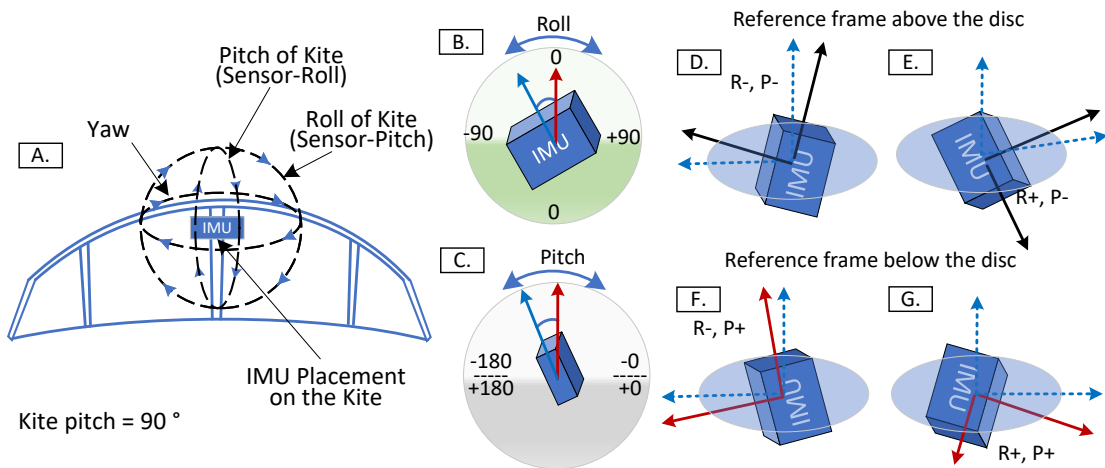 A.
Pitch of Kite
(Sensor-Roll)
Roll of Kite
(Sensor-Pitch)
Yaw
IMU
IMU Placement
on the Kite
Kite pitch = 90 °
B.
Roll
0
-90
+90
IMU
0
C.
Pitch
-180
-----
+180
-0
-----
+0
Reference frame above the disc
D.
R-, P-
IMU
E.
IMU
R+, P-
Reference frame below the disc
F.
R-, P+
IMU
G.
IMU
R+, P+